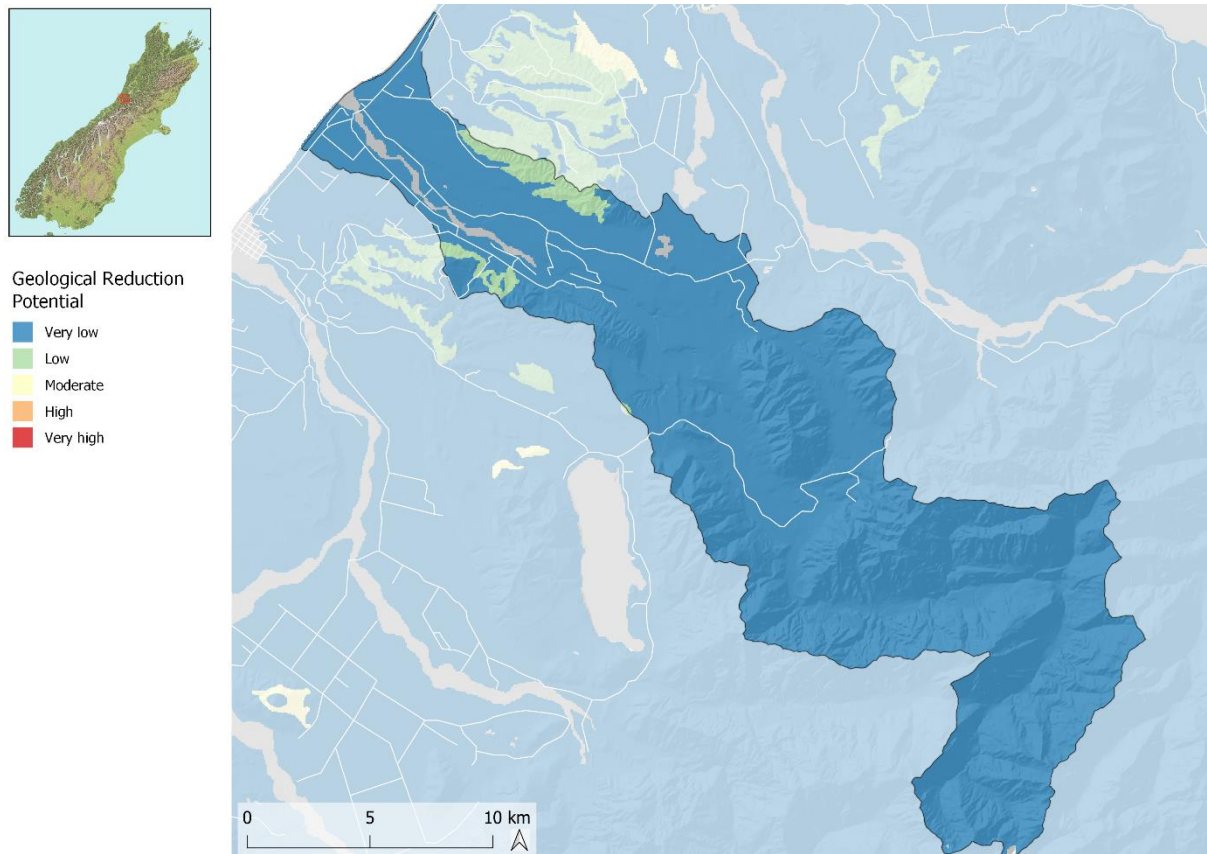 Geological Reduction
Potential
Very low
Low
Moderate
High
Very high
0 5 10 km